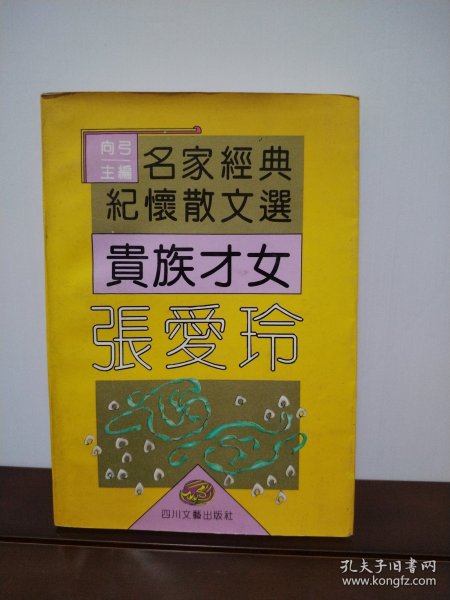 向弓
主編
名家經典
紀懷散文選
貴族才女
張愛玲
四川文藝出版社
孔夫子旧书网
www.kongfz.com